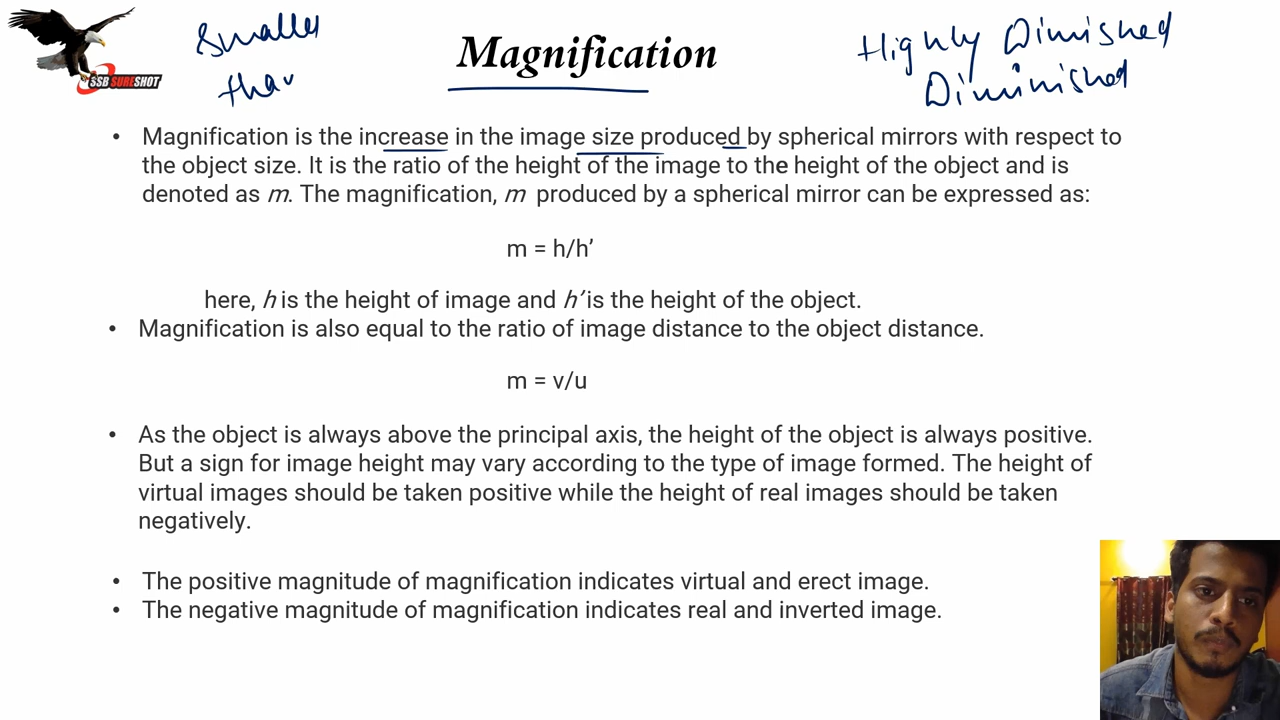 Smaller
than
Magnification
Highly Diminished
Diminished
SSB SURESHOT
• Magnification is the increase in the image size produced by spherical mirrors with respect to
the object size. It is the ratio of the height of the image to the height of the object and is
denoted as m. The magnification, m produced by a spherical mirror can be expressed as:
m = h/h’
here, h is the height of image and h’ is the height of the object.
• Magnification is also equal to the ratio of image distance to the object distance.
m = v/u
• As the object is always above the principal axis, the height of the object is always positive.
But a sign for image height may vary according to the type of image formed. The height of
virtual images should be taken positive while the height of real images should be taken
negatively.
• The positive magnitude of magnification indicates virtual and erect image.
• The negative magnitude of magnification indicates real and inverted image.